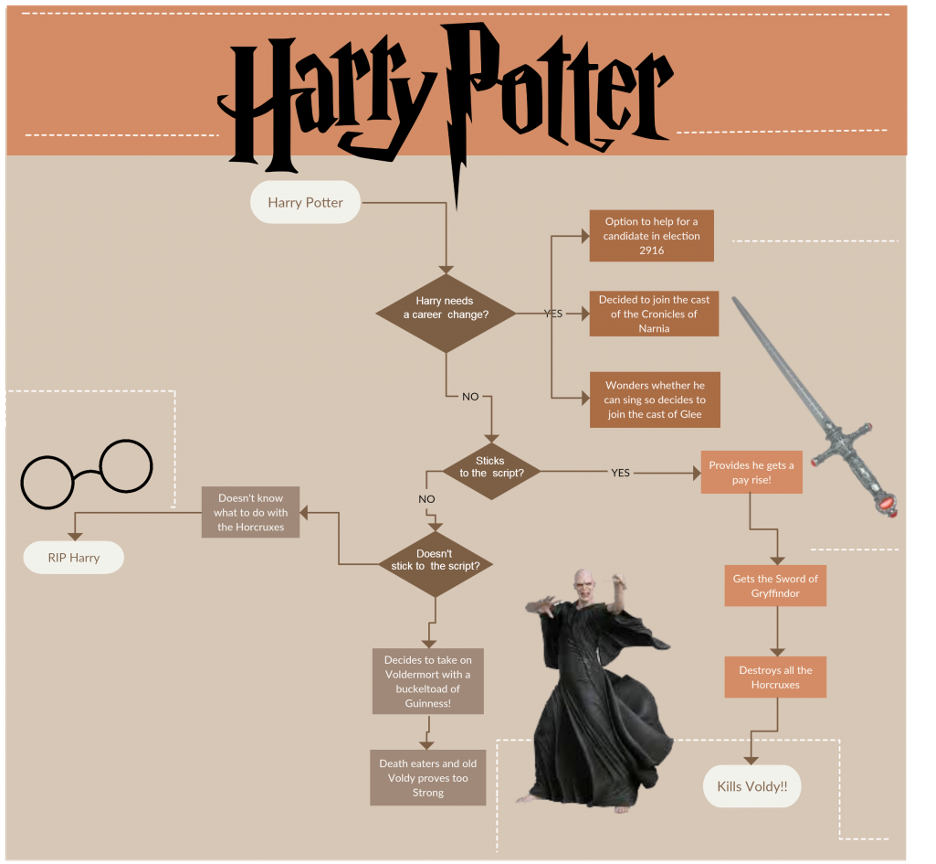 Harry Potter
Harry Potter
Option to help for a
candidate in election
2916
Harry needs
a career change?
YES
Decided to join the cast
of the Cronicles of
Narnia
Wonders whether he
can sing so decides to
join the cast of Glee
NO
Sticks
to the script?
YES
Provides he gets a
pay rise!
NO
Doesn't know
what to do with
the Horcruxes
RIP Harry
Doesn't
stick to the script?
Gets the Sword of
Gryffindor
Decides to take on
Voldermort with a
buckeltoad of
Guinness!
Destroys all the
Horcruxes
Death eaters and old
Voldy proves too
Strong
Kills Voldy!!